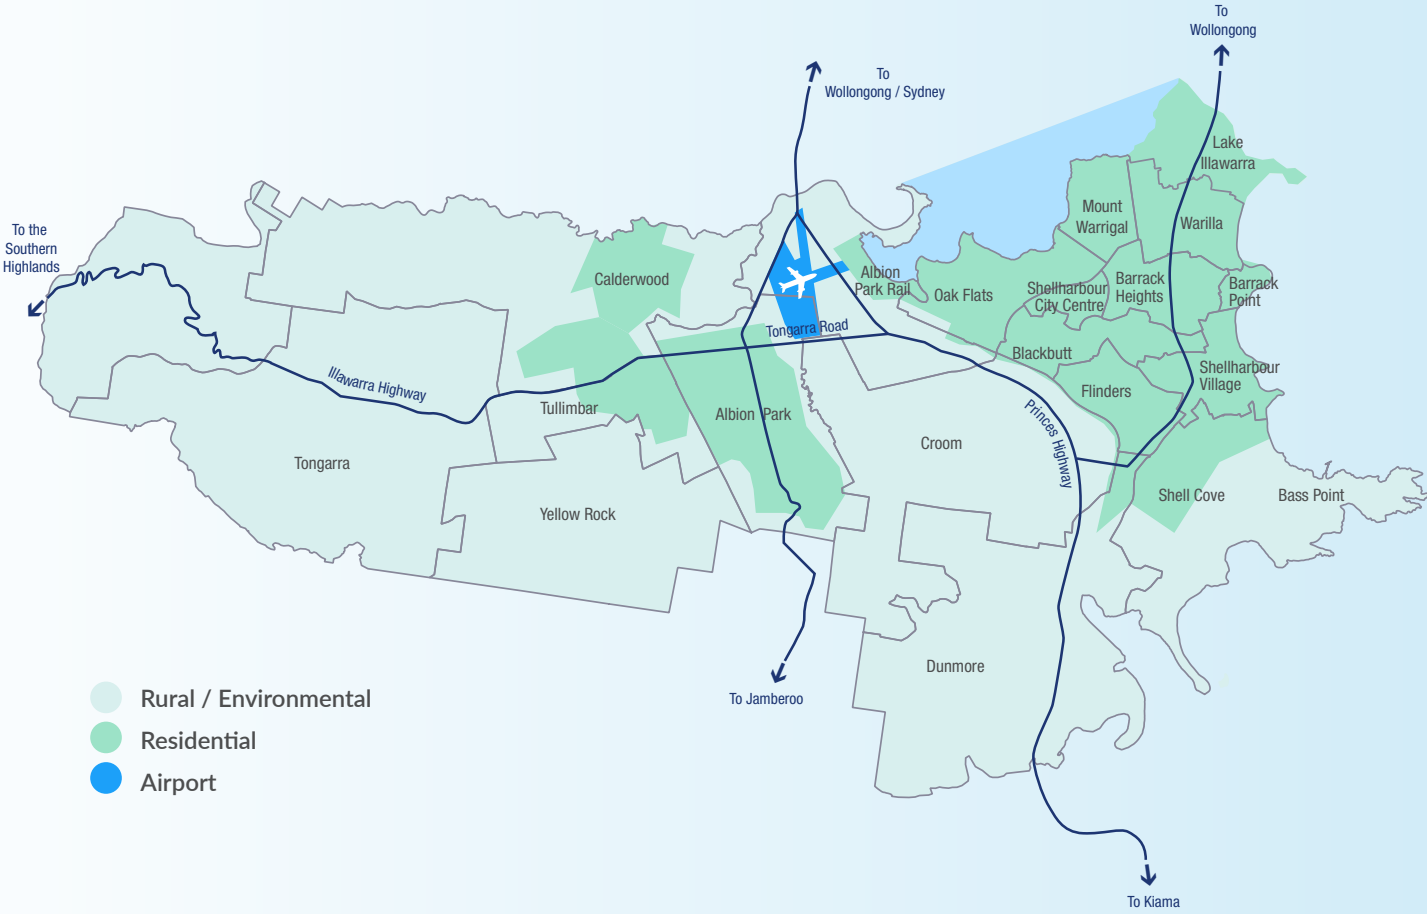 To
Wollongong
To
Wollongong / Sydney
Lake
Illawarra
Mount
Warrigal
Warilla
To the
Southern
Highlands
Calderwood
Albion
Park Rail
Oak Flats
Shellharbour
City Centre
Barrack
Heights
Barrack
Point
Tongarra Road
Blackbutt
Shellharbour
Village
Illawarra Highway
Flinders
Tullimbar
Albion Park
Princes Highway
Croom
Tongarra
Yellow Rock
Shell Cove
Bass Point
Dunmore
To Jamberoo
Rural / Environmental
Residential
Airport
To Kiama